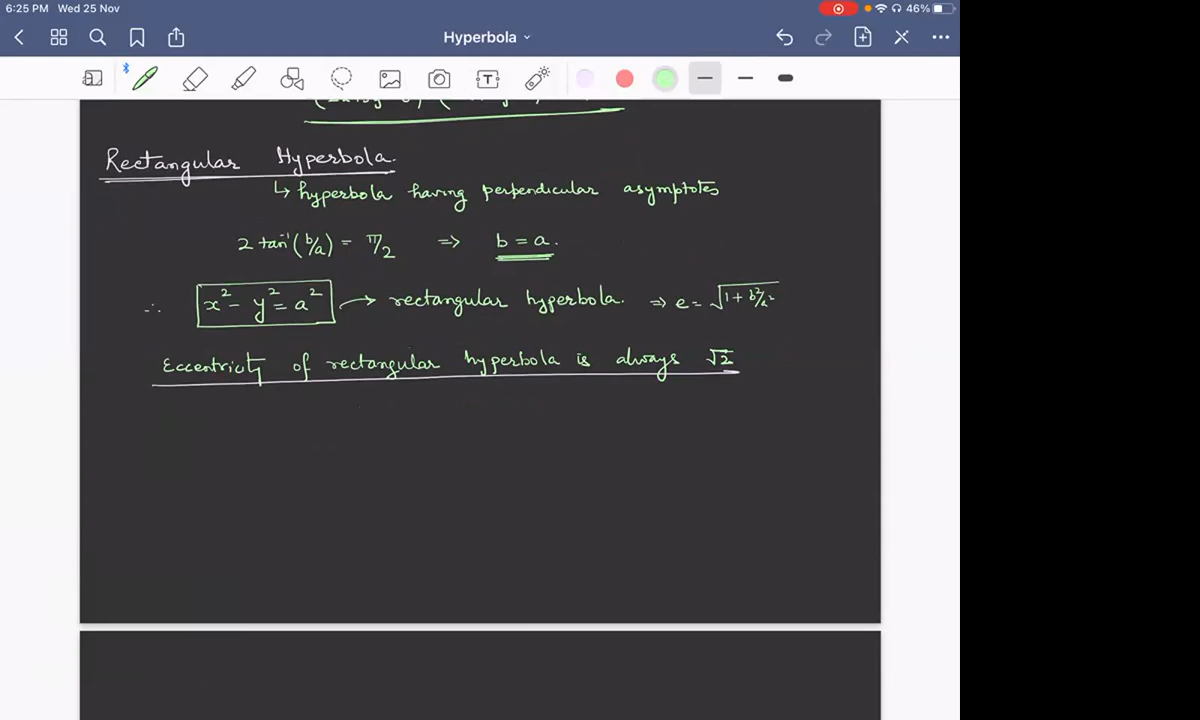 6:25 PM Wed 25 Nov
46%
Hyperbola
Rectangular Hyperbola.
↳ hyperbola having perpendicular asymptotes
2 tan⁻¹(b/a) = π/2 ⇒ b = a.
∴ x² - y² = a² → rectangular hyperbola. ⇒ e = √(1 + b²/a²)
Eccentricity of rectangular hyperbola is always √2